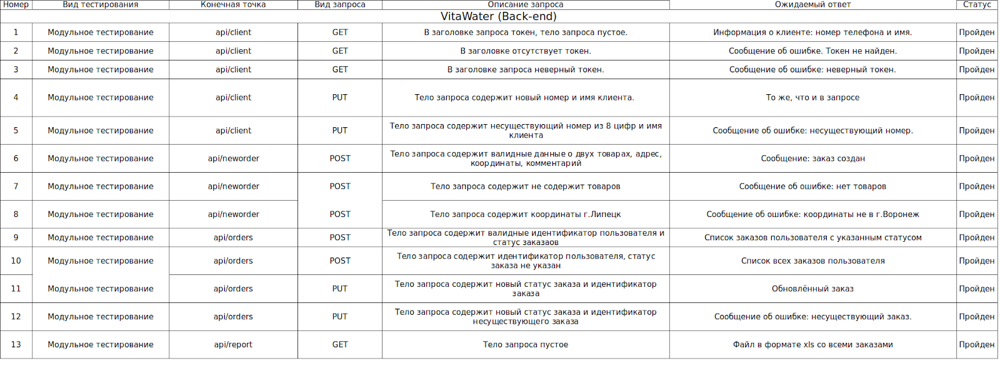 Номер Вид тестирования Конечная точка Вид запроса Описание запроса Ожидаемый ответ Статус
VitaWater (Back-end)
1 Модульное тестирование api/client GET В заголовке запроса токен, тело запроса пустое. Информация о клиенте: номер телефона и имя. Пройден
2 Модульное тестирование api/client GET В заголовке отсутствует токен. Сообщение об ошибке. Токен не найден. Пройден
3 Модульное тестирование api/client GET В заголовке запроса неверный токен. Сообщение об ошибке: неверный токен. Пройден
4 Модульное тестирование api/client PUT Тело запроса содержит новый номер и имя клиента. То же, что и в запросе Пройден
5 Модульное тестирование api/client PUT Тело запроса содержит несуществующий номер из 8 цифр и имя
клиента Сообщение об ошибке: несуществующий номер. Пройден
6 Модульное тестирование api/neworder POST Тело запроса содержит валидные данные о двух товарах, адрес,
координаты, комментарий Сообщение: заказ создан Пройден
7 Модульное тестирование api/neworder POST Тело запроса содержит не содержит товаров Сообщение об ошибке: нет товаров Пройден
8 Модульное тестирование api/neworder POST Тело запроса содержит координаты г.Липецк Сообщение об ошибке: координаты не в г.Воронеж Пройден
9 Модульное тестирование api/orders POST Тело запроса содержит валидные идентификатор пользователя и
статус заказаов Список заказов пользователя с указанным статусом Пройден
10 Модульное тестирование api/orders POST Тело запроса содержит идентификатор пользователя, статус
заказа не указан Список всех заказов пользователя Пройден
11 Модульное тестирование api/orders PUT Тело запроса содержит новый статус заказа и идентификатор
заказа Обновлённый заказ Пройден
12 Модульное тестирование api/orders PUT Тело запроса содержит новый статус заказа и идентификатор
несуществующего заказа Сообщение об ошибке: несуществующий заказ. Пройден
13 Модульное тестирование api/report GET Тело запроса пустое Файл в формате xls со всеми заказами Пройден